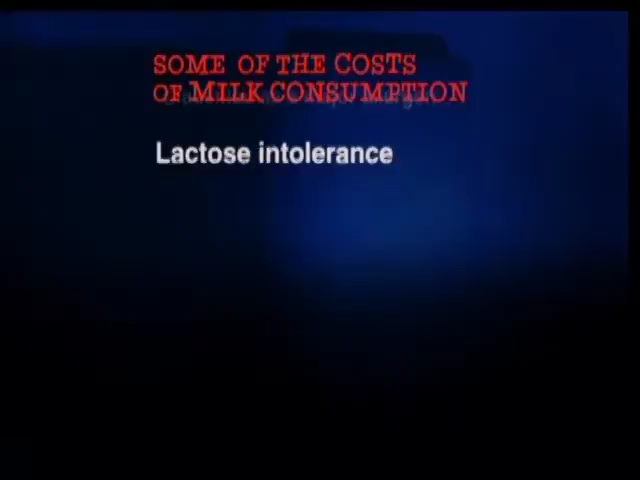 SOME OF THE COSTS
OF MILK CONSUMPTION
Lactose intolerance